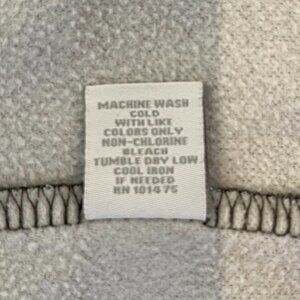 MACHINE WASH
COLD
WITH LIKE
COLORS ONLY
NON-CHLORINE
BLEACH
TUMBLE DRY LOW
COOL IRON
IF NEEDED
RN 101475